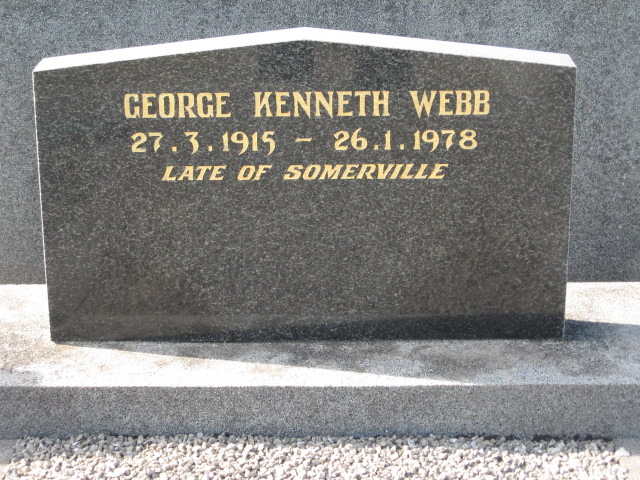 GEORGE KENNETH WEBB
27.3.1915 - 26.1.1978
LATE OF SOMERVILLE